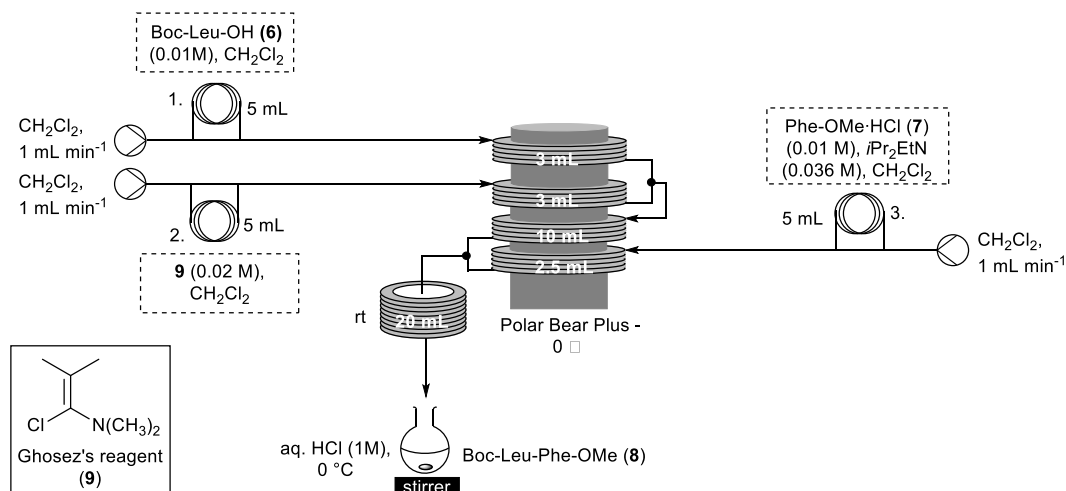 Boc-Leu-OH (6)
(0.01M), CH₂Cl₂
1.
5 mL
CH₂Cl₂,
1 mL min⁻¹
CH₂Cl₂,
1 mL min⁻¹
2.
5 mL
9 (0.02 M),
CH₂Cl₂
3 mL
3 mL
10 mL
2.5 mL
Phe-OMe·HCl (7)
(0.01 M), iPr₂EtN
(0.036 M), CH₂Cl₂
5 mL
3.
CH₂Cl₂,
1 mL min⁻¹
Polar Bear Plus -
0 □
rt
20 mL
Cl
N(CH₃)₂
Ghosez's reagent
(9)
aq. HCl (1M),
0 °C
Boc-Leu-Phe-OMe (8)
stirrer